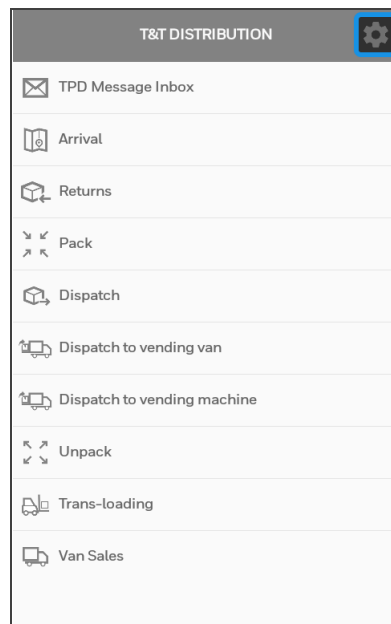 T&T DISTRIBUTION
TPD Message Inbox
Arrival
Returns
Pack
Dispatch
Dispatch to vending van
Dispatch to vending machine
Unpack
Trans-loading
Van Sales